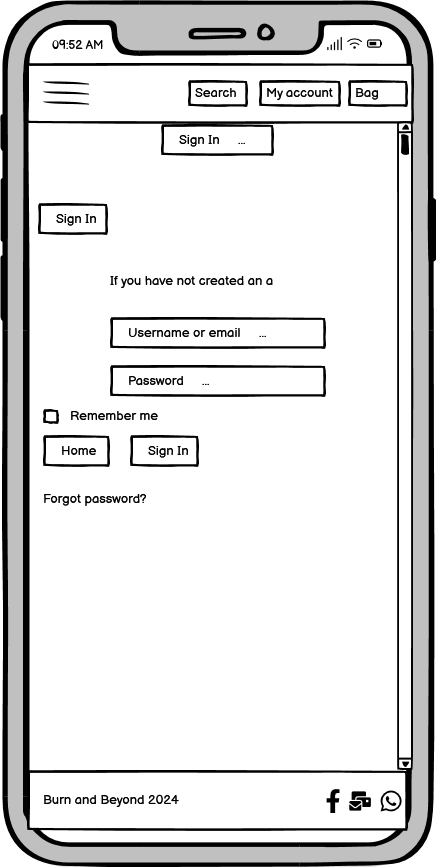 09:52 AM
Search My account Bag
Sign In ...
Sign In
If you have not created an a
Username or email ...
Password ...
Remember me
Home Sign In
Forgot password?
Burn and Beyond 2024